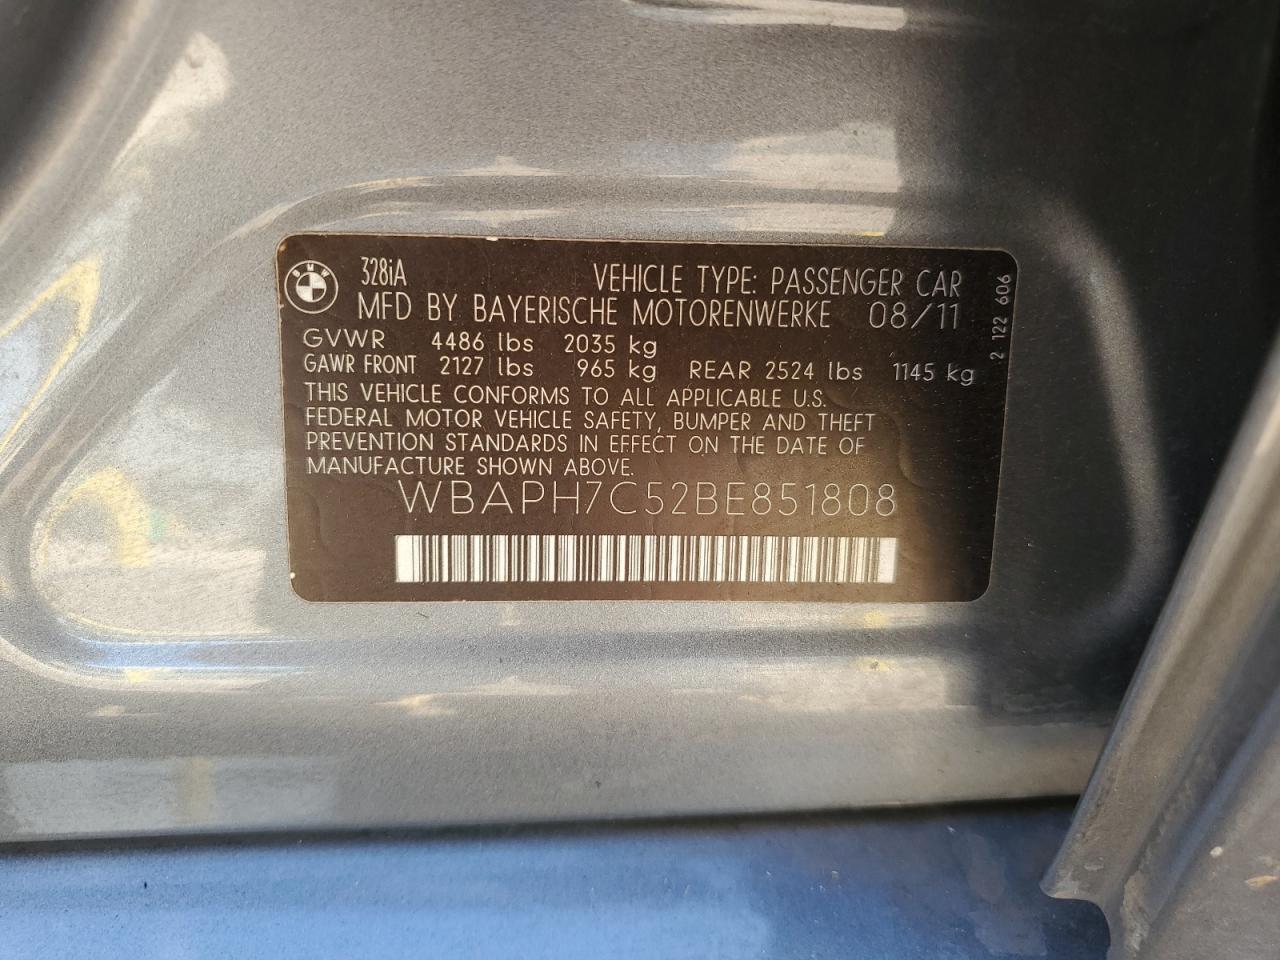 BMW
328iA VEHICLE TYPE: PASSENGER CAR
MFD BY BAYERISCHE MOTORENWERKE 08/11
GVWR 4486 lbs 2035 kg
GAWR FRONT 2127 lbs 965 kg REAR 2524 lbs 1145 kg
THIS VEHICLE CONFORMS TO ALL APPLICABLE U.S.
FEDERAL MOTOR VEHICLE SAFETY, BUMPER AND THEFT
PREVENTION STANDARDS IN EFFECT ON THE DATE OF
MANUFACTURE SHOWN ABOVE.
WBAPH7C52BE851808
2 122 606